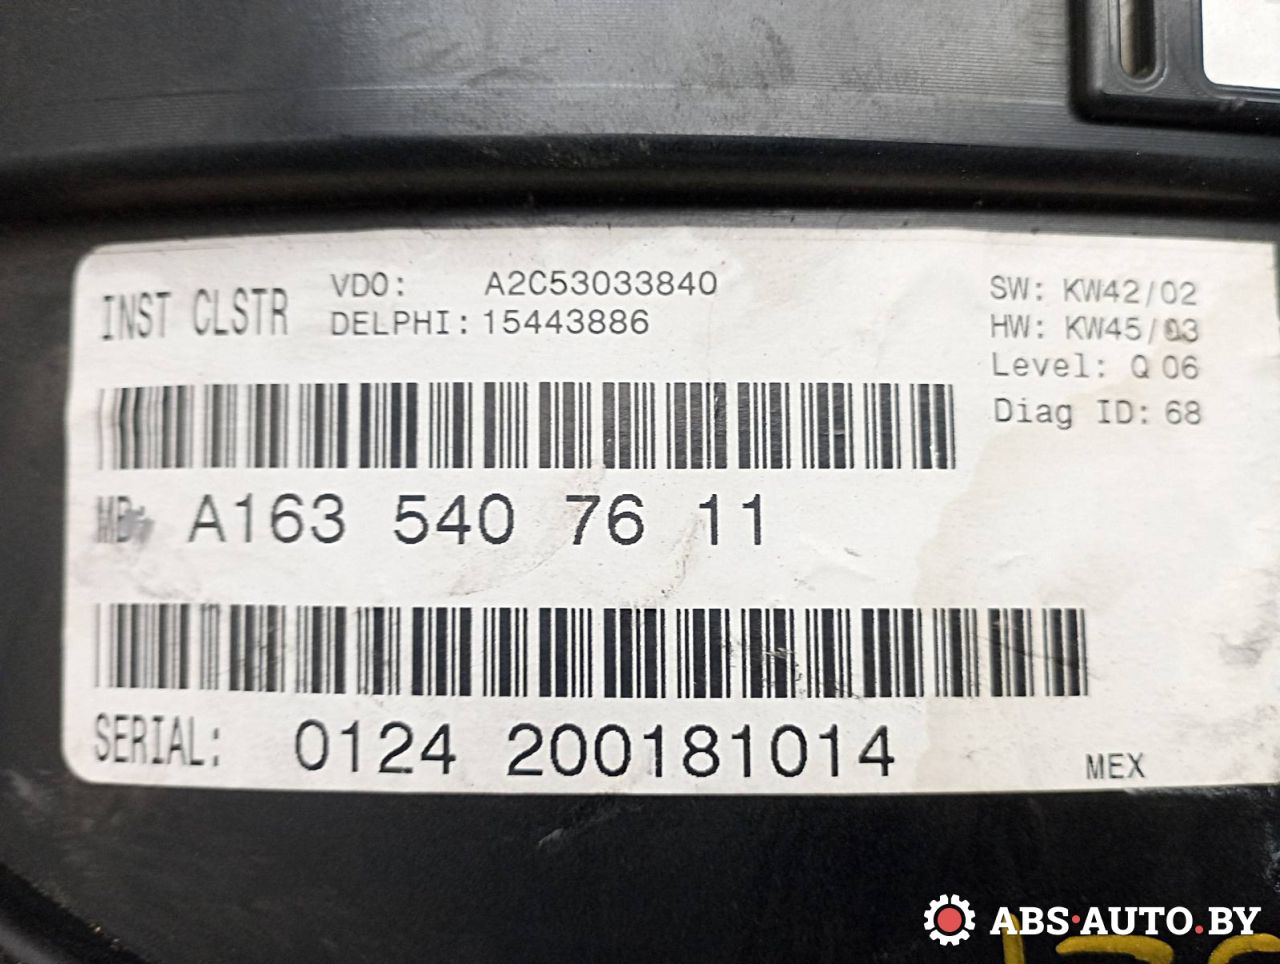 INST CLSTR VDO: A2C53033840 SW: KW42/02
DELPHI: 15443886 HW: KW45/03
Level: Q 06
Diag ID: 68
MB: A163 540 76 11
SERIAL: 0124 200181014 MEX
ABS·AUTO.BY